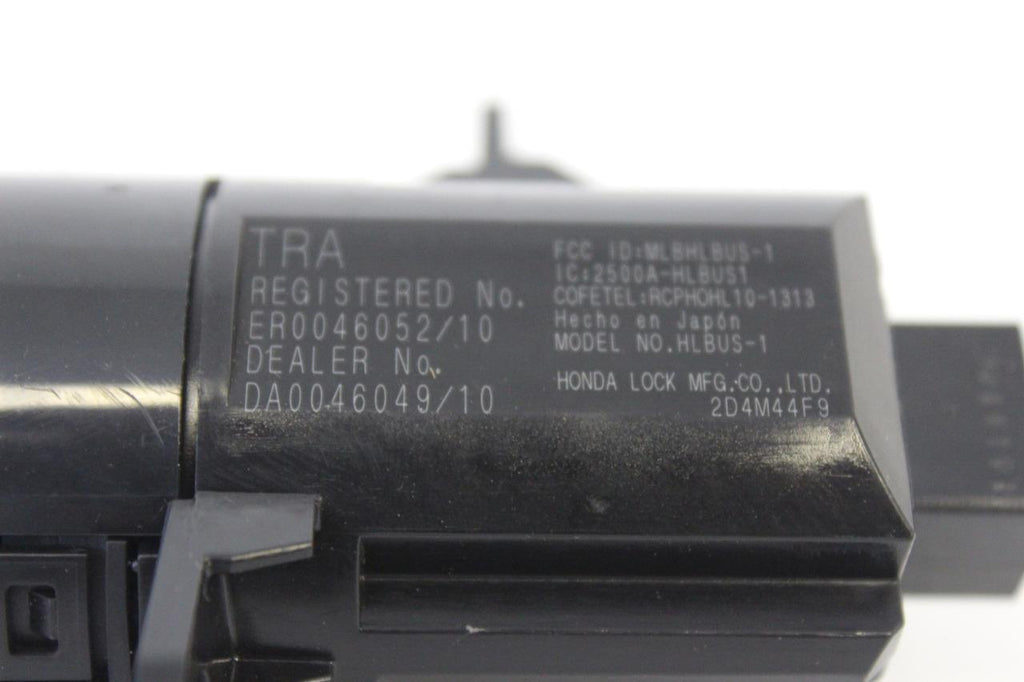 TRA
REGISTERED No.
ER0046052/10
DEALER No.
DA0046049/10
FCC ID:MLBHLBUS-1
IC:2500A-HLBUS1
COFETEL:RCPHOHL10-1313
Hecho en Japón
MODEL NO.HLBUS-1
HONDA LOCK MFG.CO.,LTD.
2D4M44F9